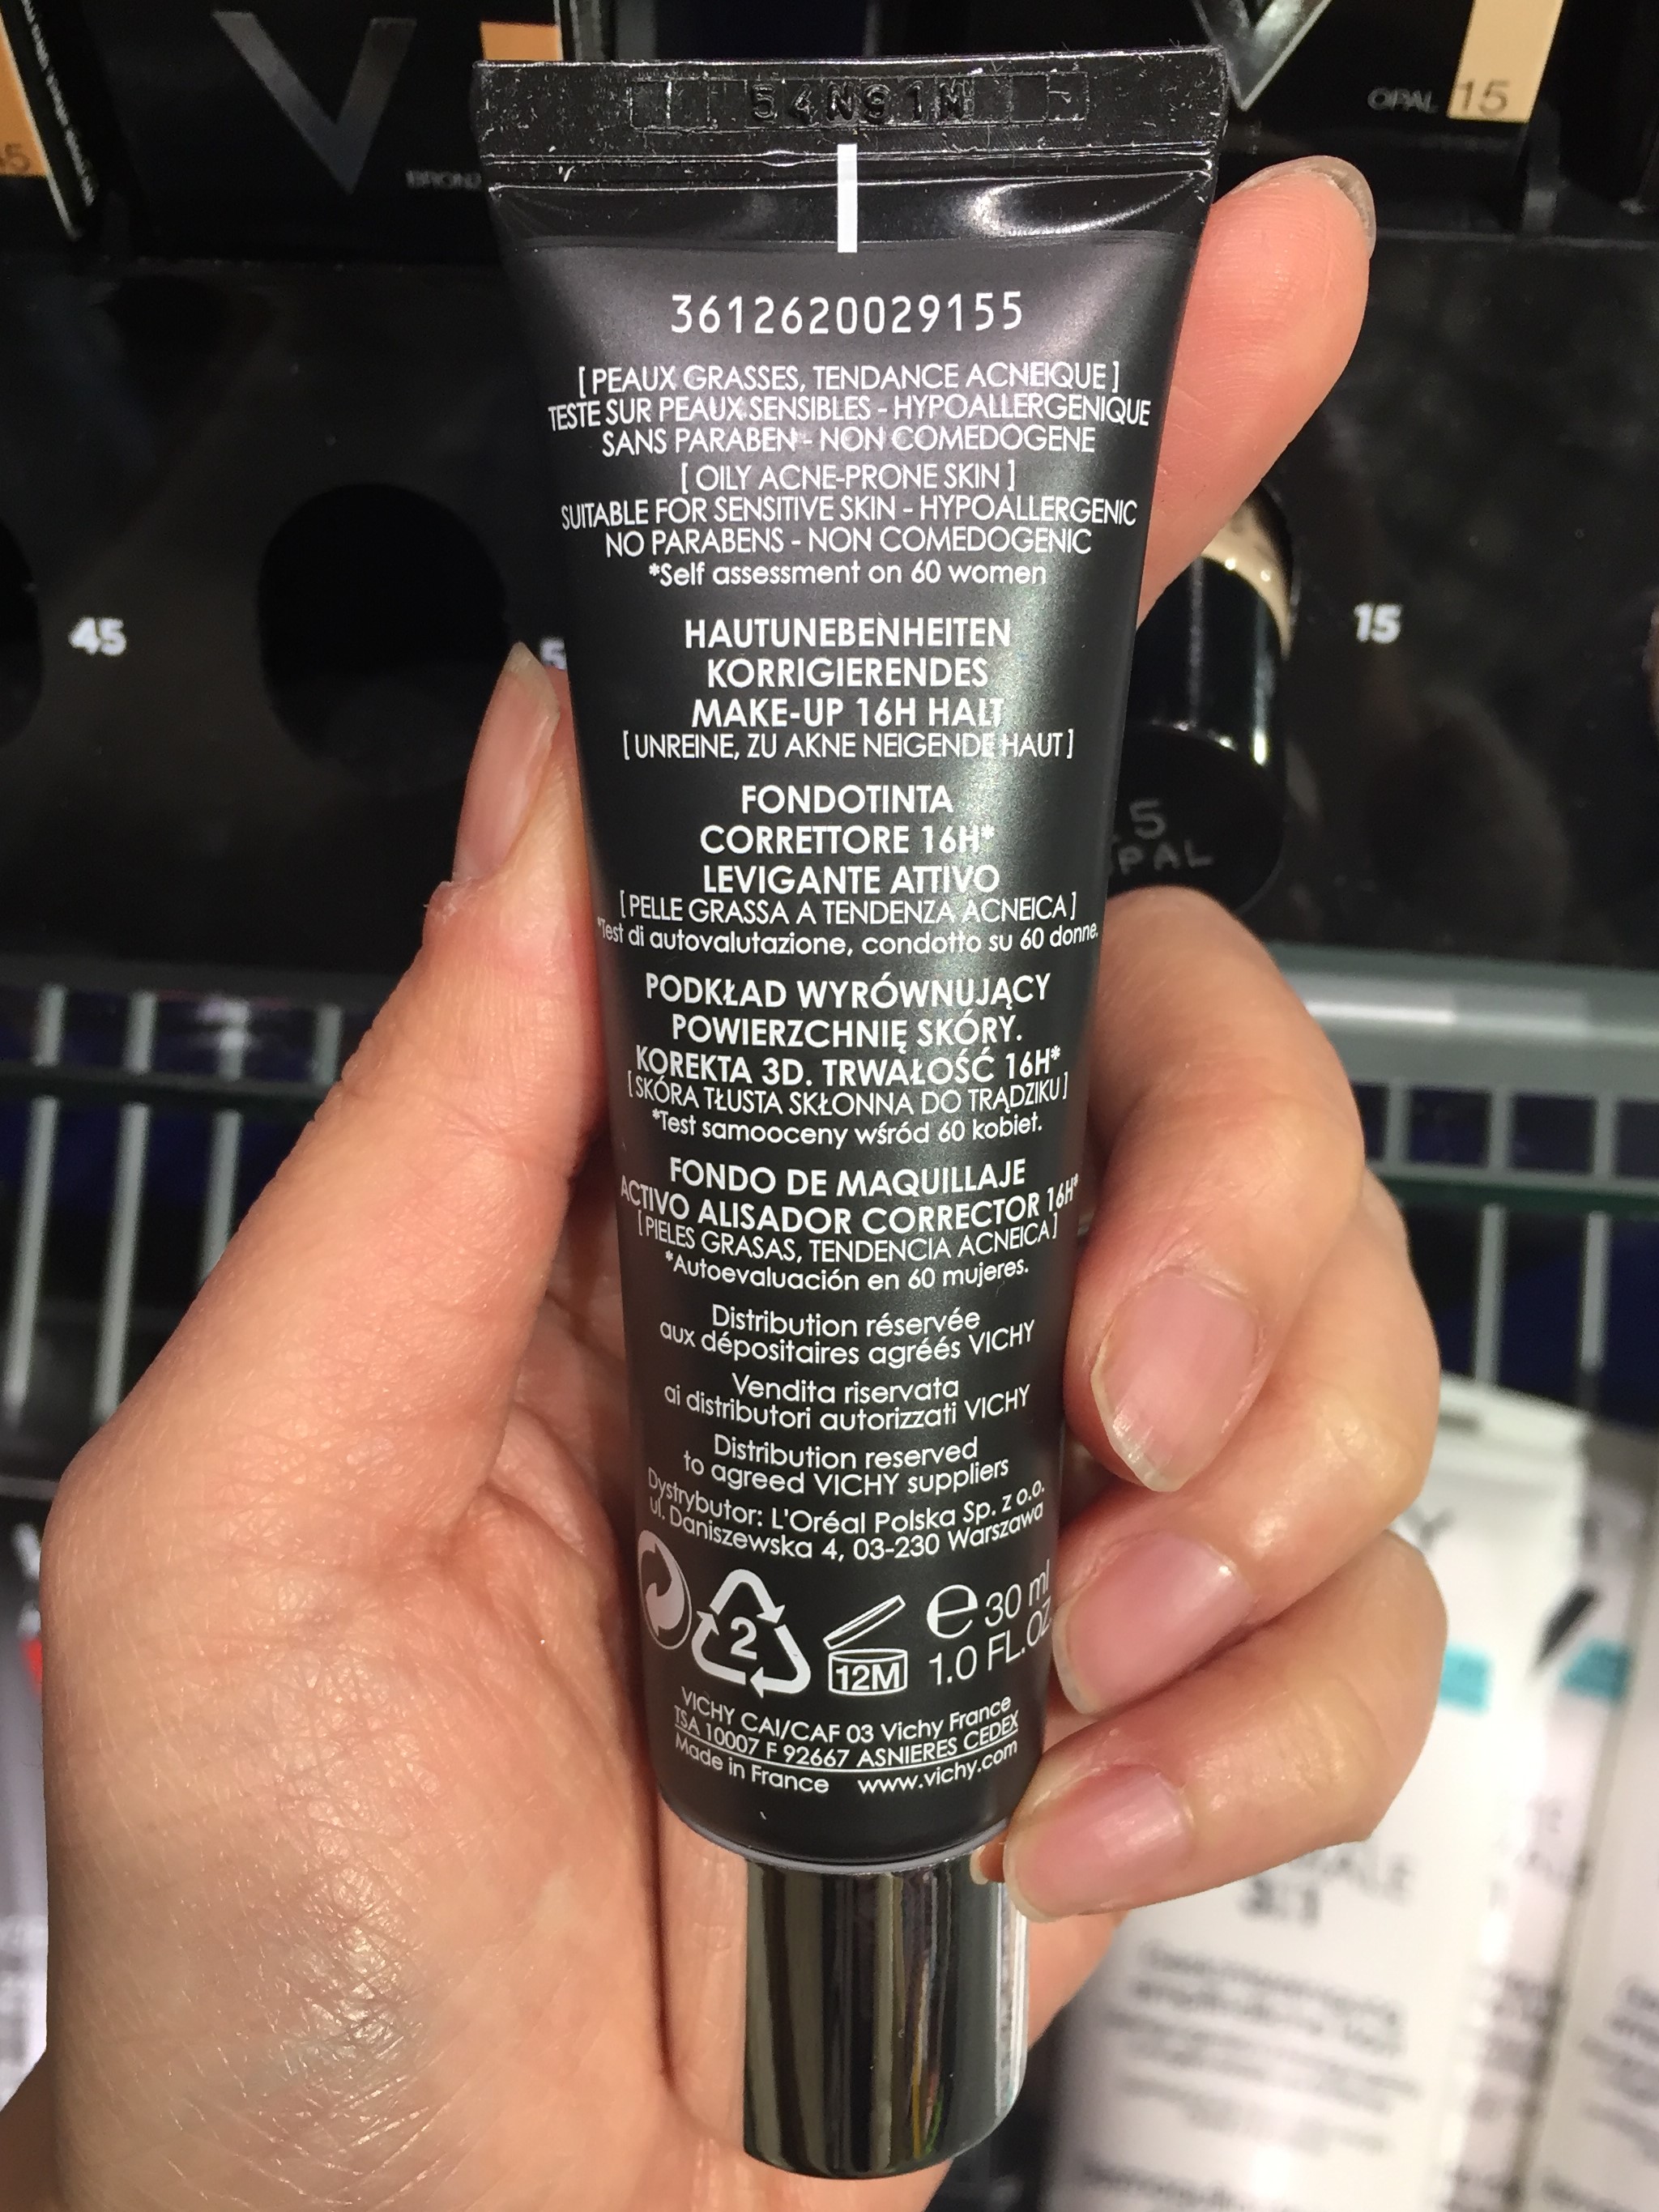 54N91M
OPAL 15
45
3612620029155
[ PEAUX GRASSES, TENDANCE ACNEIQUE ]
TESTE SUR PEAUX SENSIBLES - HYPOALLERGENIQUE
SANS PARABEN - NON COMEDOGENE
[ OILY ACNE-PRONE SKIN ]
SUITABLE FOR SENSITIVE SKIN - HYPOALLERGENIC
NO PARABENS - NON COMEDOGENIC
*Self assessment on 60 women
HAUTUNEBENHEITEN
KORRIGIERENDES
MAKE-UP 16H HALT
[ UNREINE, ZU AKNE NEIGENDE HAUT ]
FONDOTINTA
CORRETTORE 16H*
LEVIGANTE ATTIVO
[ PELLE GRASSA A TENDENZA ACNEICA ]
*Test di autovalutazione, condotto su 60 donne.
PODKŁAD WYRÓWNUJĄCY
POWIERZCHNIĘ SKÓRY.
KOREKTA 3D. TRWAŁOŚĆ 16H*
[ SKÓRA TŁUSTA SKŁONNA DO TRĄDZIKU ]
*Test samooceny wśród 60 kobiet.
FONDO DE MAQUILLAJE
ACTIVO ALISADOR CORRECTOR 16H*
[ PIELES GRASAS, TENDENCIA ACNEICA ]
*Autoevaluación en 60 mujeres.
Distribution réservée
aux dépositaires agréés VICHY
Vendita riservata
ai distributori autorizzati VICHY
Distribution reserved
to agreed VICHY suppliers
Dystrybutor: L'Oréal Polska Sp. z o.o.
ul. Daniszewska 4, 03-230 Warszawa
2
12M
e 30 ml
1.0 FL.OZ
VICHY CAI/CAF 03 Vichy France
TSA 10007 F 92667 ASNIERES CEDEX
Made in France www.vichy.com
45
15